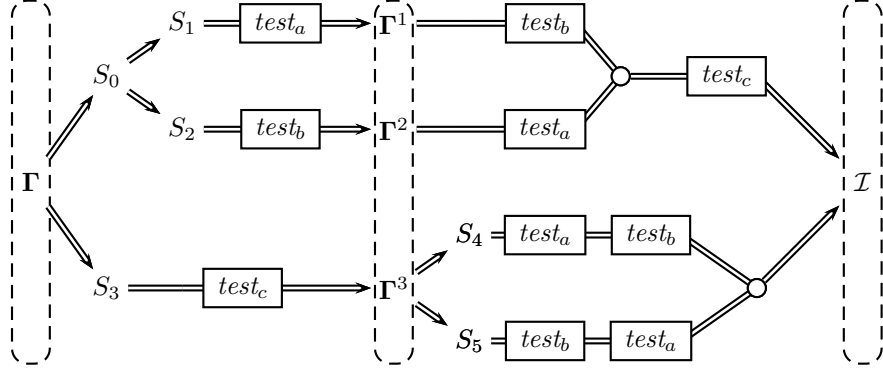 S₁ test_a Γ¹ test_b
S₀ test_c
S₂ test_b Γ² test_a
Γ ℐ
S₄ test_a test_b
S₃ test_c Γ³
S₅ test_b test_a